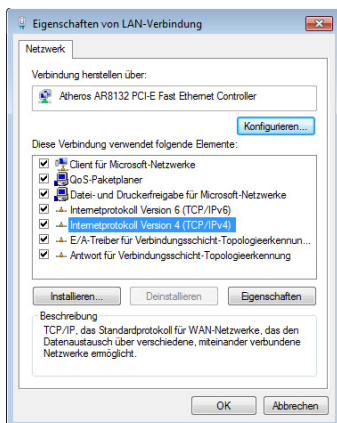 Eigenschaften von LAN-Verbindung
Netzwerk
Verbindung herstellen über:
Atheros AR8132 PCI-E Fast Ethernet Controller
Konfigurieren...
Diese Verbindung verwendet folgende Elemente:
Client für Microsoft-Netzwerke
QoS-Paketplaner
Datei- und Druckerfreigabe für Microsoft-Netzwerke
Internetprotokoll Version 6 (TCP/IPv6)
Internetprotokoll Version 4 (TCP/IPv4)
E/A-Treiber für Verbindungsschicht-Topologieerkennun...
Antwort für Verbindungsschicht-Topologieerkennung
Installieren... Deinstallieren Eigenschaften
Beschreibung
TCP/IP, das Standardprotokoll für WAN-Netzwerke, das den
Datenaustausch über verschiedene, miteinander verbundene
Netzwerke ermöglicht.
OK Abbrechen